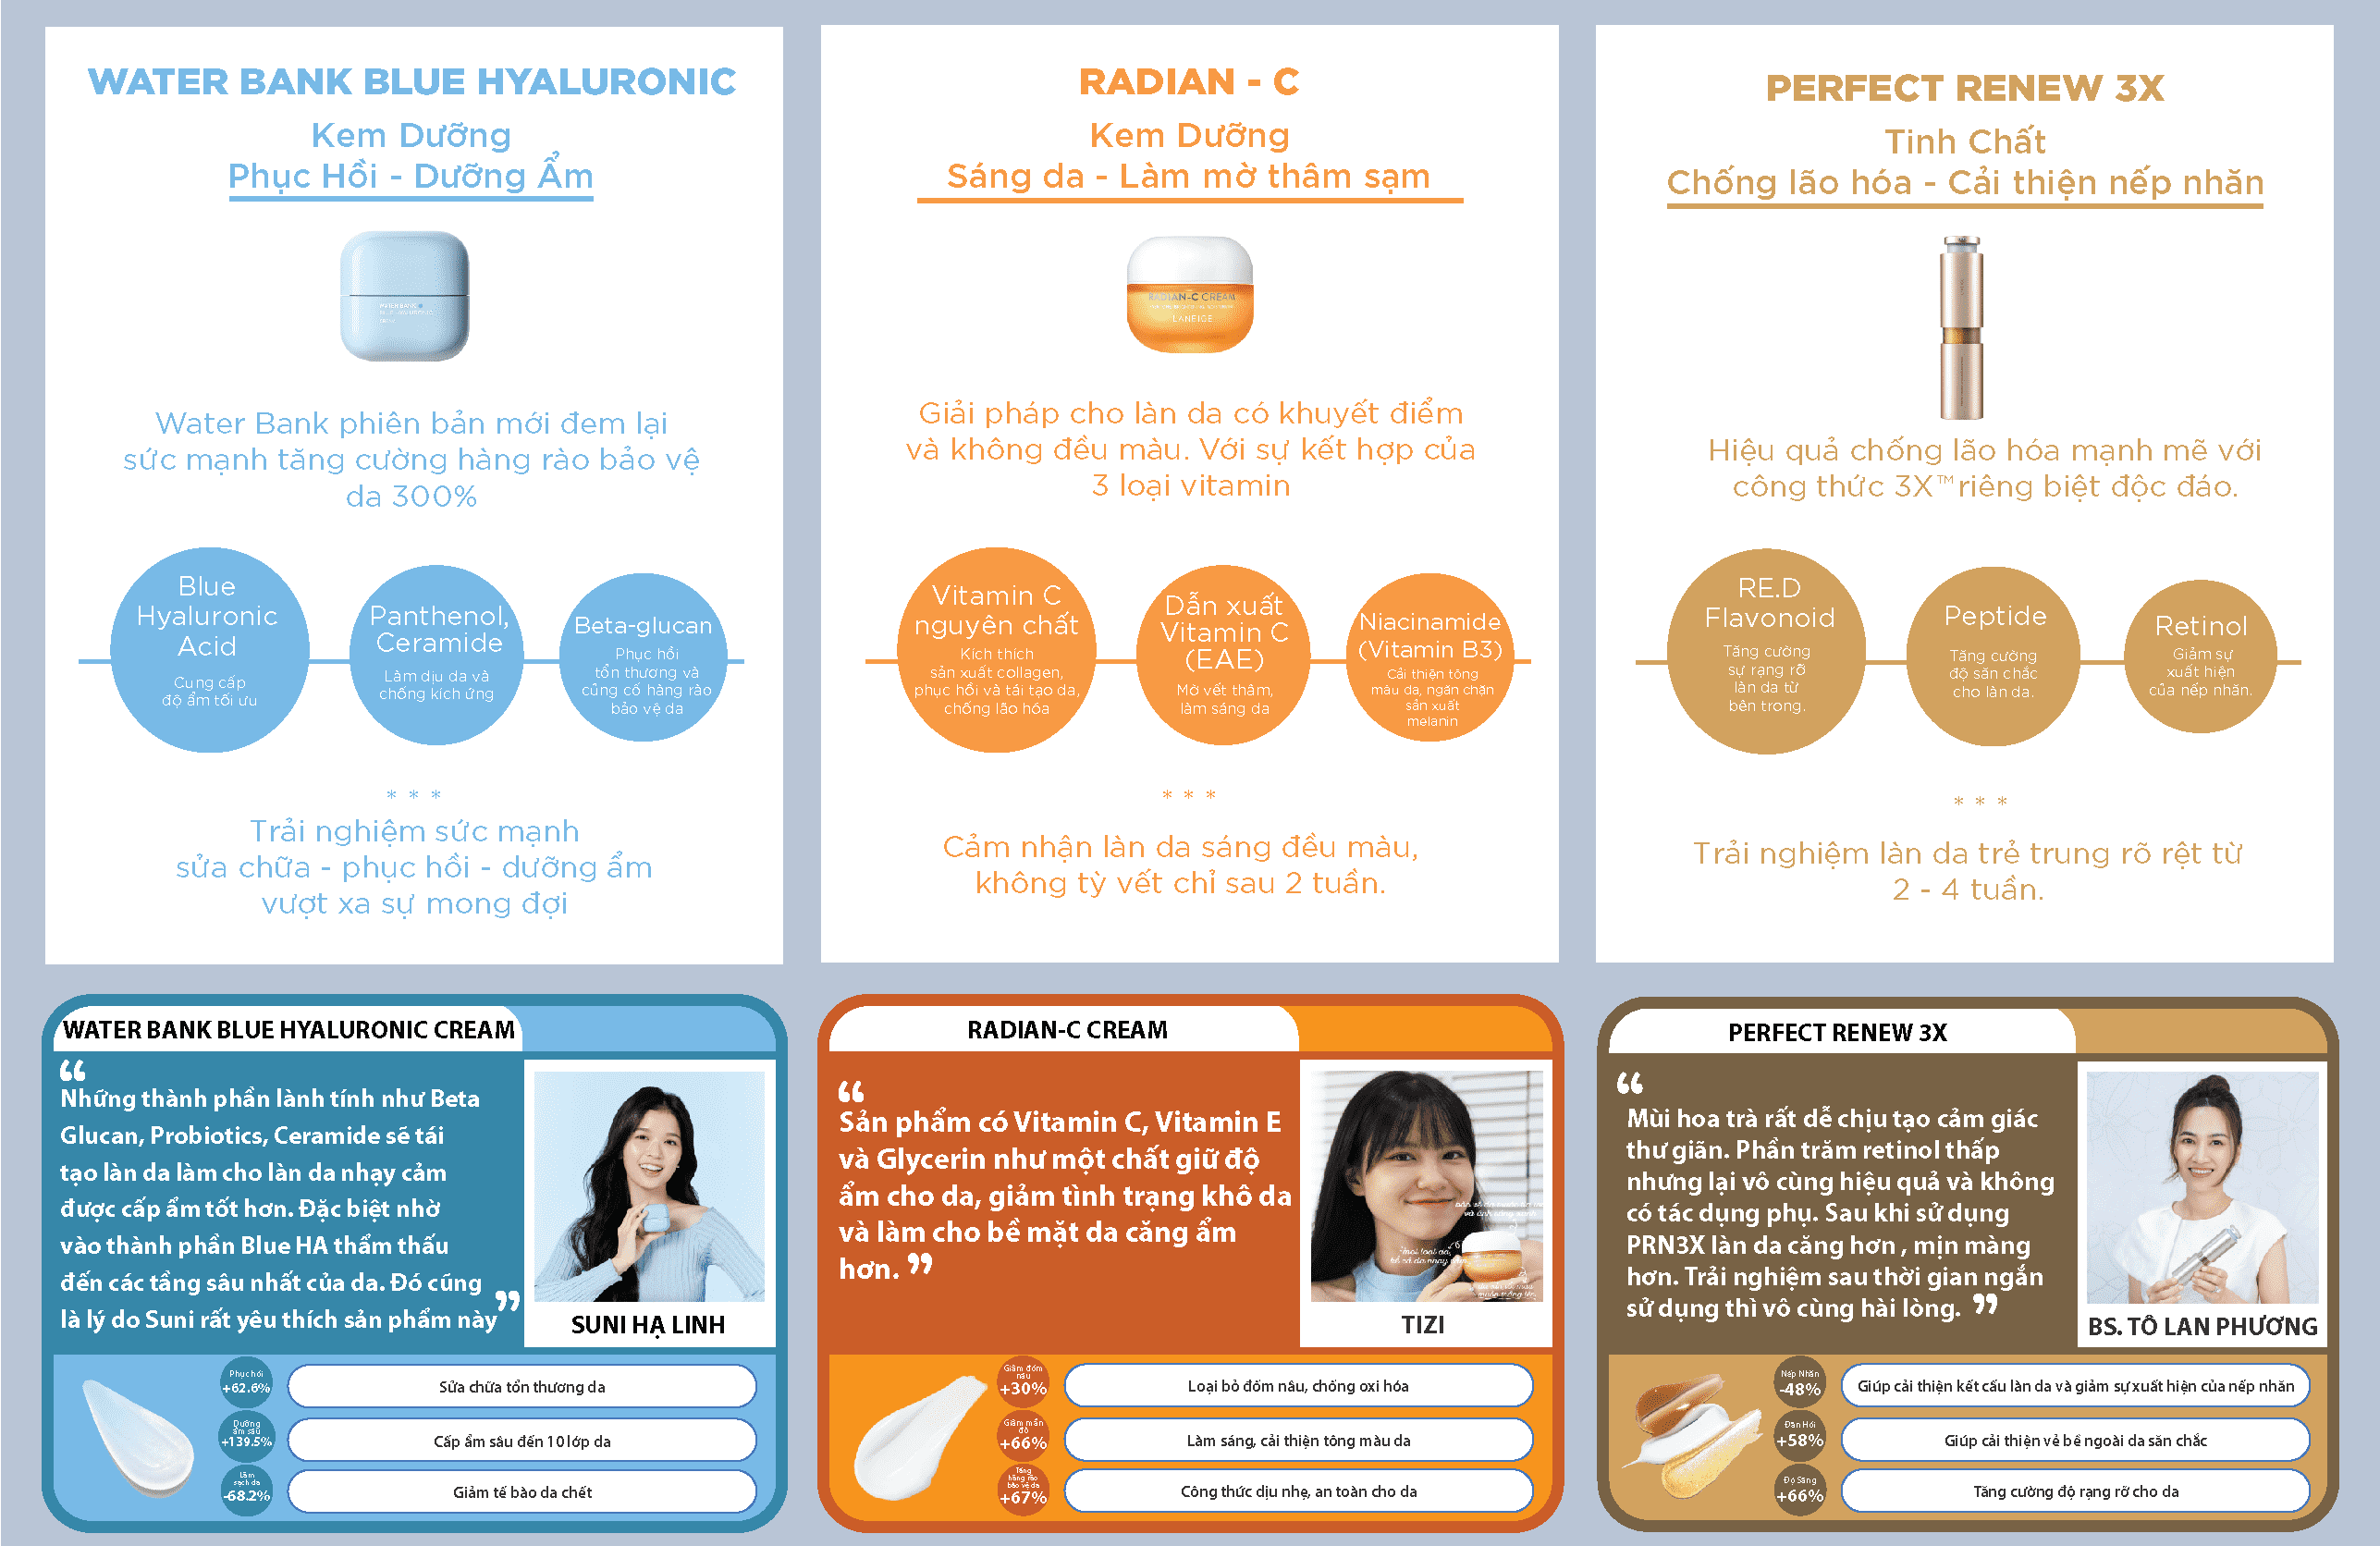 WATER BANK BLUE HYALURONIC
Kem Dưỡng
Phục Hồi - Dưỡng Ẩm
Water Bank phiên bản mới đem lại
sức mạnh tăng cường hàng rào bảo vệ
da 300%
Blue
Hyaluronic
Acid
Cung cấp
độ ẩm tối ưu
Panthenol,
Ceramide
Làm dịu da và
chống kích ứng
Beta-glucan
Phục hồi
tổn thương và
củng cố hàng rào
bảo vệ da
* * *
Trải nghiệm sức mạnh
sửa chữa - phục hồi - dưỡng ẩm
vượt xa sự mong đợi
RADIAN - C
Kem Dưỡng
Sáng da - Làm mờ thâm sạm
RADIAN-C CREAM
LANEIGE
Giải pháp cho làn da có khuyết điểm
và không đều màu. Với sự kết hợp của
3 loại vitamin
Vitamin C
nguyên chất
Kích thích
sản xuất collagen,
phục hồi và tái tạo da,
chống lão hóa
Dẫn xuất
Vitamin C
(EAE)
Mờ vết thâm,
làm sáng da
Niacinamide
(Vitamin B3)
Cải thiện tông
màu da, ngăn chặn
sản xuất
melanin
* * *
Cảm nhận làn da sáng đều màu,
không tỳ vết chỉ sau 2 tuần.
PERFECT RENEW 3X
Tinh Chất
Chống lão hóa - Cải thiện nếp nhăn
Hiệu quả chống lão hóa mạnh mẽ với
công thức 3X™riêng biệt độc đáo.
RE.D
Flavonoid
Tăng cường
sự rạng rỡ
làn da từ
bên trong.
Peptide
Tăng cường
độ săn chắc
cho làn da.
Retinol
Giảm sự
xuất hiện
của nếp nhăn.
* * *
Trải nghiệm làn da trẻ trung rõ rệt từ
2 - 4 tuần.
WATER BANK BLUE HYALURONIC CREAM
“
Những thành phần lành tính như Beta
Glucan, Probiotics, Ceramide sẽ tái
tạo làn da làm cho làn da nhạy cảm
được cấp ẩm tốt hơn. Đặc biệt nhờ
vào thành phần Blue HA thẩm thấu
đến các tầng sâu nhất của da. Đó cũng
là lý do Suni rất yêu thích sản phẩm này”
SUNI HẠ LINH
Phục hồi
+62.6%
Sửa chữa tổn thương da
Dưỡng
ẩm sâu
+139.5%
Cấp ẩm sâu đến 10 lớp da
Làm
sạch da
-68.2%
Giảm tế bào da chết
RADIAN-C CREAM
“
Sản phẩm có Vitamin C, Vitamin E
và Glycerin như một chất giữ độ
ẩm cho da, giảm tình trạng khô da
và làm cho bề mặt da căng ẩm
hơn. ”
TIZI
Giảm đốm
nâu
+30%
Loại bỏ đốm nâu, chống oxi hóa
Giảm mẩn
đỏ
+66%
Làm sáng, cải thiện tông màu da
Tăng
hàng rào
bảo vệ da
+67%
Công thức dịu nhẹ, an toàn cho da
PERFECT RENEW 3X
“
Mùi hoa trà rất dễ chịu tạo cảm giác
thư giãn. Phần trăm retinol thấp
nhưng lại vô cùng hiệu quả và không
có tác dụng phụ. Sau khi sử dụng
PRN3X làn da căng hơn , mịn màng
hơn. Trải nghiệm sau thời gian ngắn
sử dụng thì vô cùng hài lòng. ”
BS. TÔ LAN PHƯƠNG
Nếp Nhăn
-48%
Giúp cải thiện kết cấu làn da và giảm sự xuất hiện của nếp nhăn
Đàn Hồi
+58%
Giúp cải thiện vẻ bề ngoài da săn chắc
Độ Sáng
+66%
Tăng cường độ rạng rỡ cho da